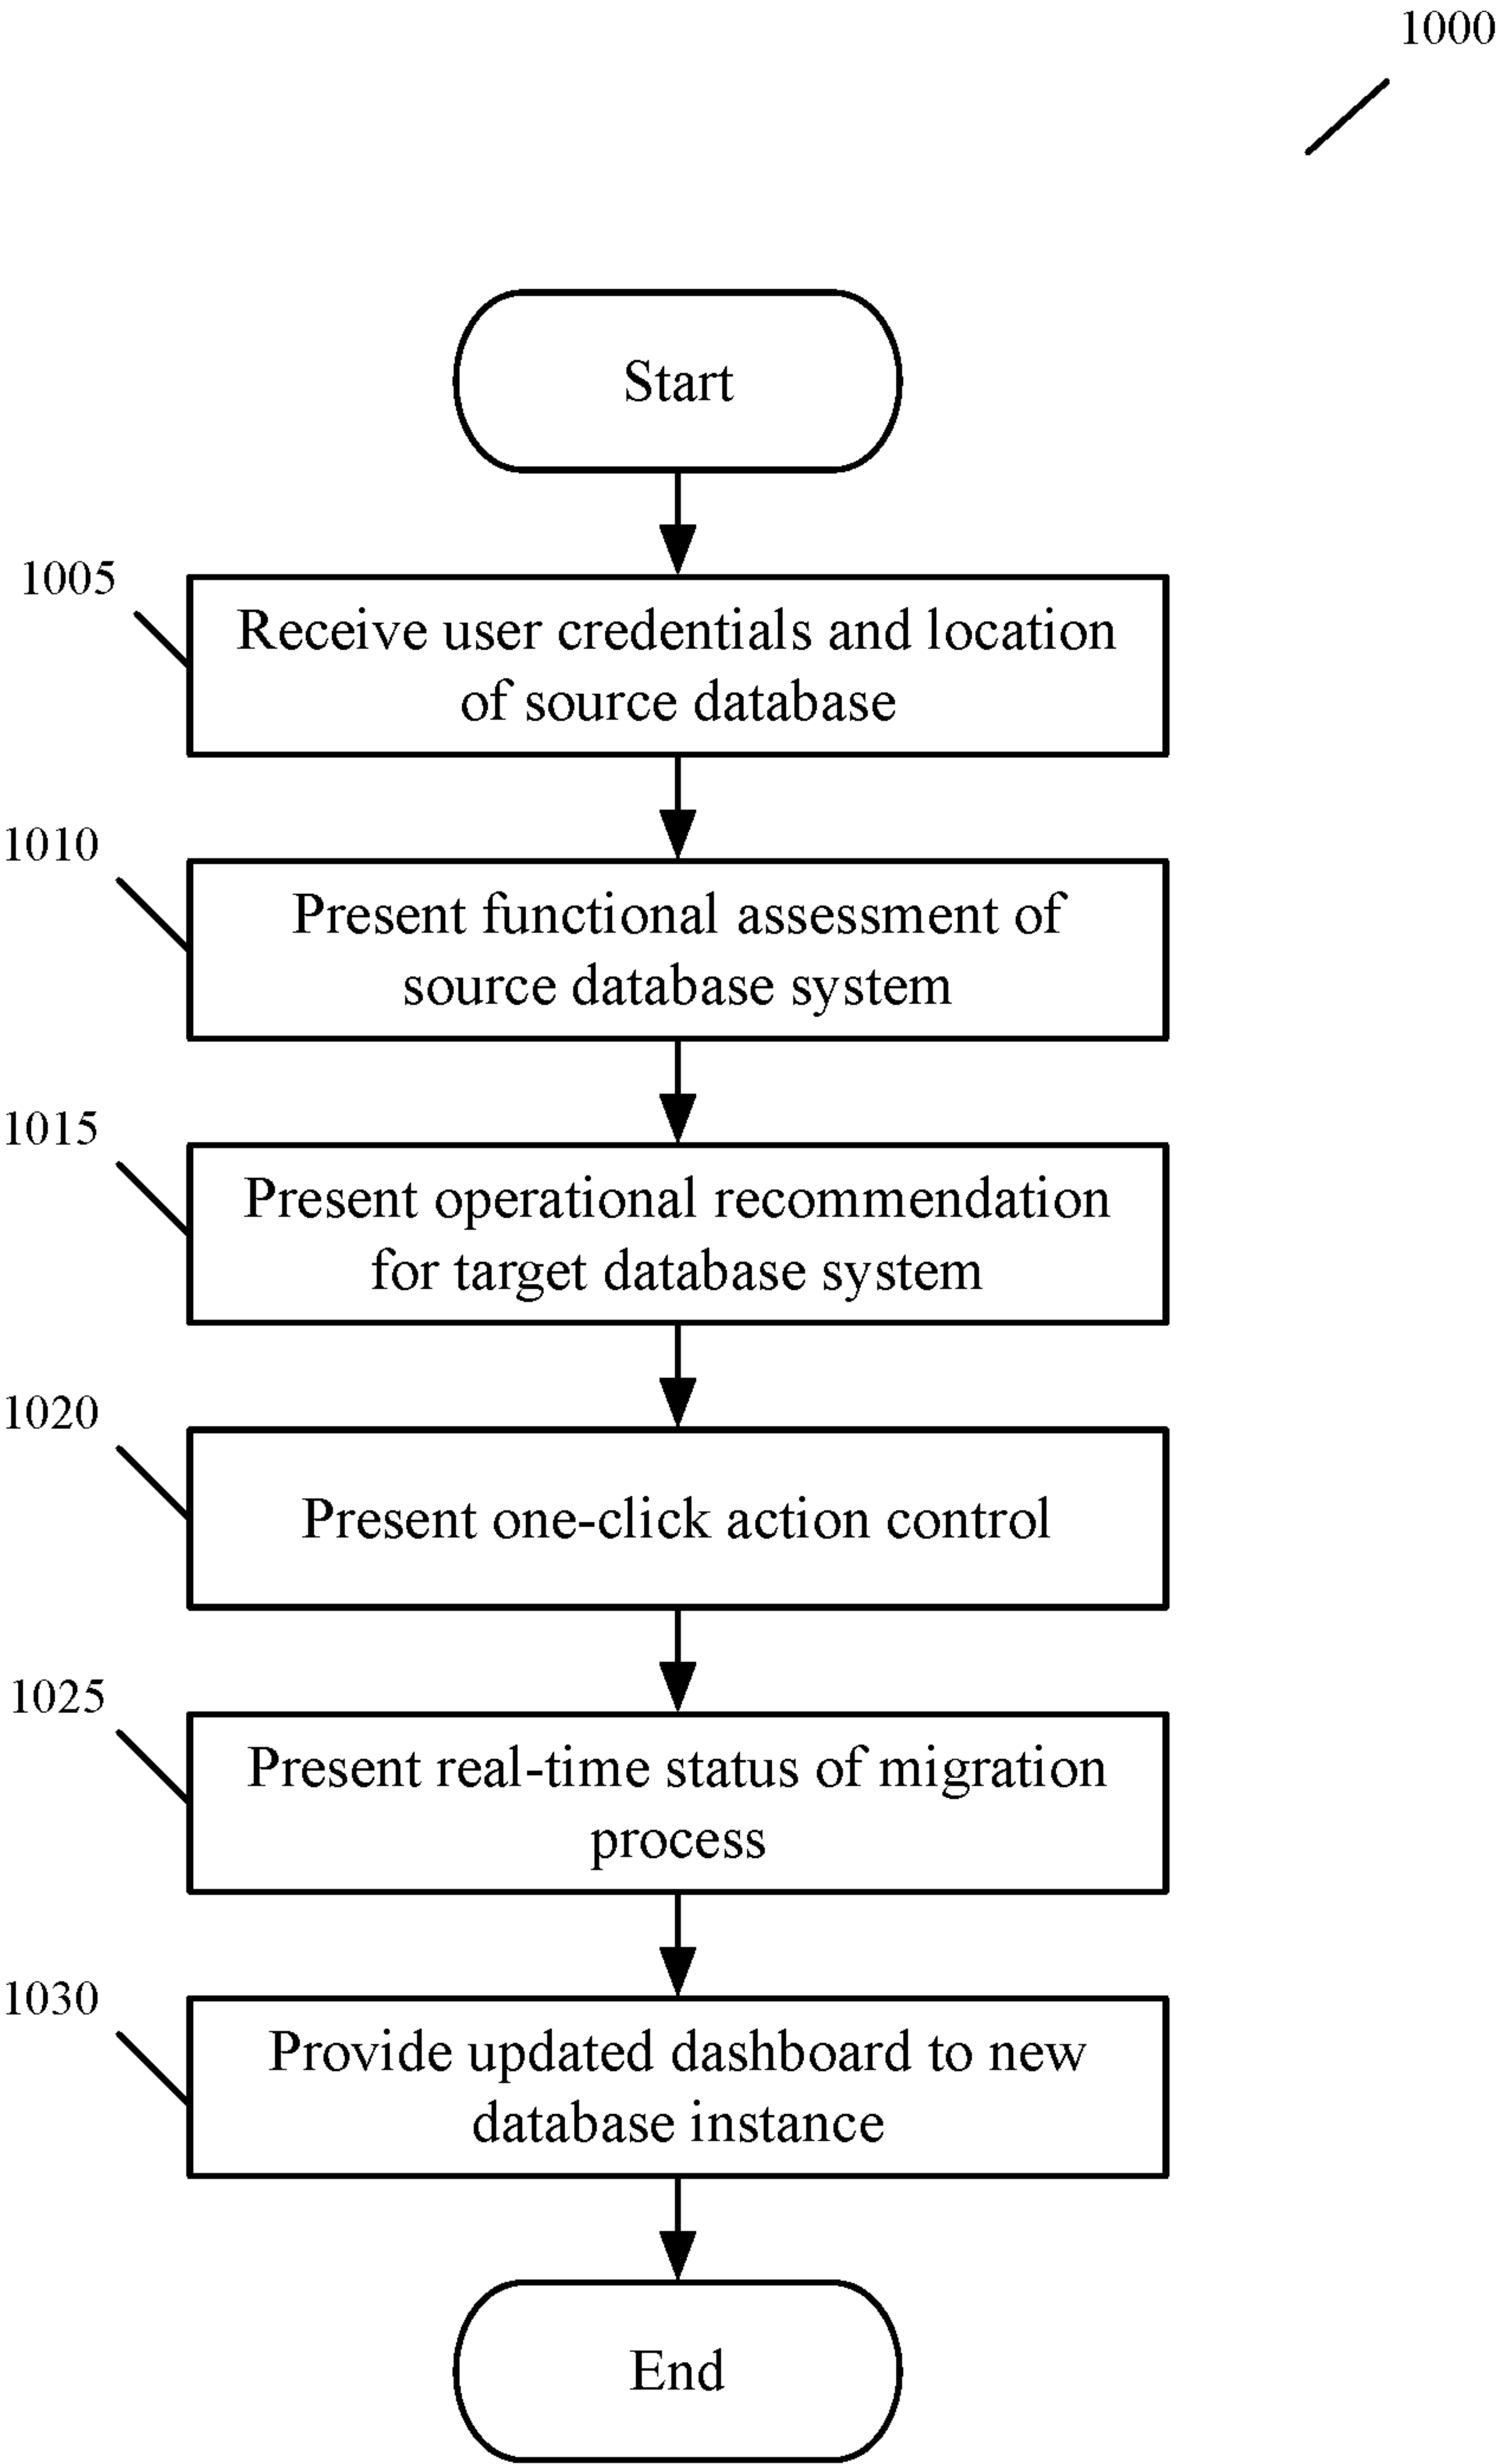 1000
Start
1005
Receive user credentials and location
of source database
1010
Present functional assessment of
source database system
1015
Present operational recommendation
for target database system
1020
Present one-click action control
1025
Present real-time status of migration
process
1030
Provide updated dashboard to new
database instance
End